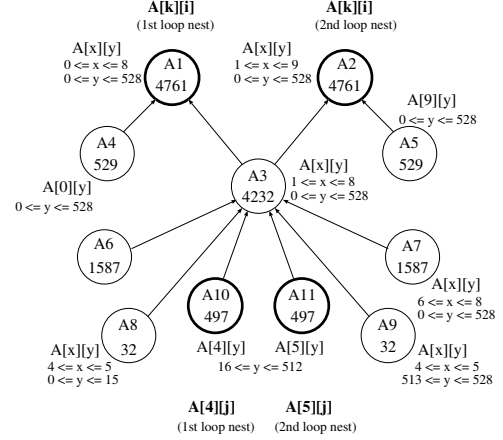 A[k][i]
(1st loop nest)
A[k][i]
(2nd loop nest)
A[x][y]
0 <= x <= 8
0 <= y <= 528
A1
4761
A[x][y]
1 <= x <= 9
0 <= y <= 528
A2
4761
A[9][y]
0 <= y <= 528
A4
529
A5
529
A[0][y]
0 <= y <= 528
A3
4232
A[x][y]
1 <= x <= 8
0 <= y <= 528
A6
1587
A7
1587
A[x][y]
6 <= x <= 8
0 <= y <= 528
A10
497
A11
497
A8
32
A9
32
A[x][y]
4 <= x <= 5
0 <= y <= 15
A[4][y]
A[5][y]
16 <= y <= 512
A[x][y]
4 <= x <= 5
513 <= y <= 528
A[4][j]
(1st loop nest)
A[5][j]
(2nd loop nest)